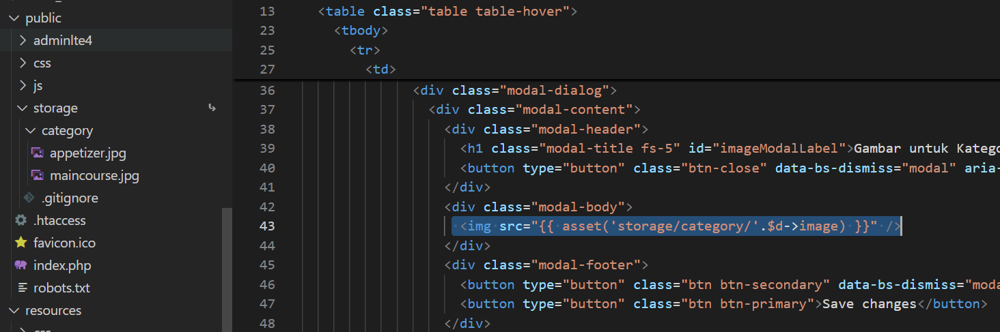 public
adminlte4
css
js
storage
category
appetizer.jpg
maincourse.jpg
.gitignore
.htaccess
favicon.ico
index.php
robots.txt
resources
13 <table class="table table-hover">
23 <tbody>
25 <tr>
27 <td>
36 <div class="modal-dialog">
37 <div class="modal-content">
38 <div class="modal-header">
39 <h1 class="modal-title fs-5" id="imageModalLabel">Gambar untuk Katego
40 <button type="button" class="btn-close" data-bs-dismiss="modal" aria-
41 </div>
42 <div class="modal-body">
43 <img src="{{ asset('storage/category/'.$d->image) }}" />
44 </div>
45 <div class="modal-footer">
46 <button type="button" class="btn btn-secondary" data-bs-dismiss="moda
47 <button type="button" class="btn btn-primary">Save changes</button>
48 </div>